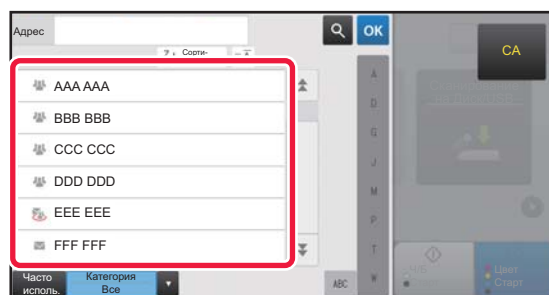 Адрес
OK
CA
Сорти-
AAA AAA
BBB BBB
CCC CCC
DDD DDD
EEE EEE
FFF FFF
A
D
G
J
M
P
T
W
Часто
исполь.
Категория
Все
ABC
Ч/Б
Старт
Цвет
Старт